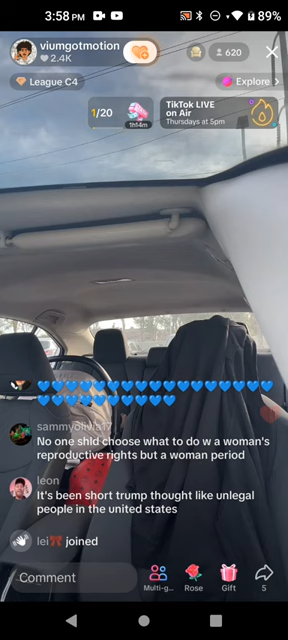 3:58 PM
89%
viumgotmotion
2.4K
620
League C4
Explore >
1/20
1h14m
TikTok LIVE
on Air
Thursdays at 5pm
💙💙💙💙💙💙💙💙💙💙💙💙💙💙💙💙💙
💙💙💙💙💙💙💙💙💙💙
sammyolivia17
No one shld choose what to do w a woman's
reproductive rights but a woman period
leon
It's been short trump thought like unlegal
people in the united states
lei🎀 joined
Comment
Multi-g...
Rose
Gift
5